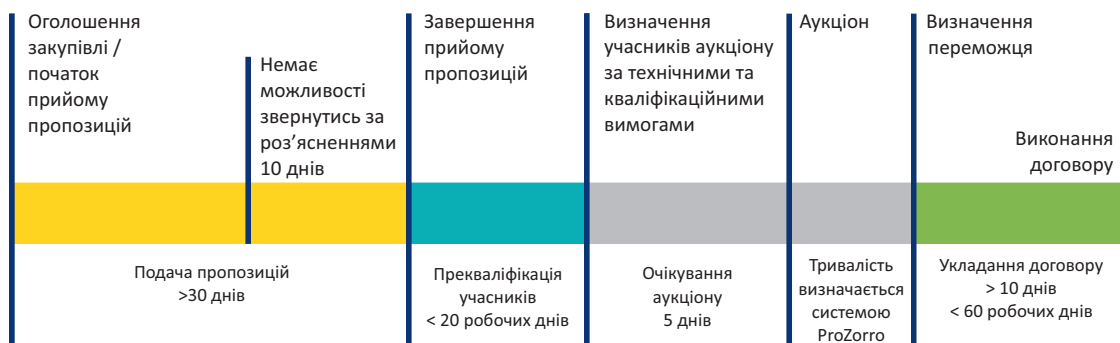 Оголошення
закупівлі /
початок
прийому
пропозицій
Немає
можливості
звернутись за
роз’ясненнями
10 днів
Завершення
прийому
пропозицій
Визначення
учасників аукціону
за технічними та
кваліфікаційними
вимогами
Аукціон
Визначення
переможця
Виконання
договору
Подача пропозицій
>30 днів
Прекваліфікація
учасників
< 20 робочих днів
Очікування
аукціону
5 днів
Тривалість
визначається
системою
ProZorro
Укладання договору
> 10 днів
< 60 робочих днів